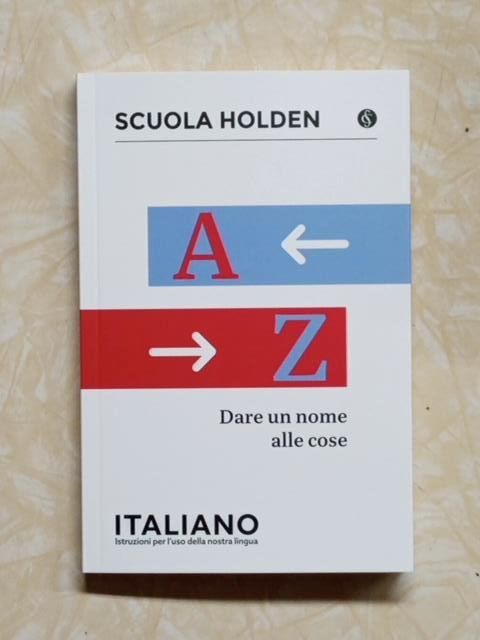 SCUOLA HOLDEN
A
Z
Dare un nome
alle cose
ITALIANO
Istruzioni per l'uso della nostra lingua